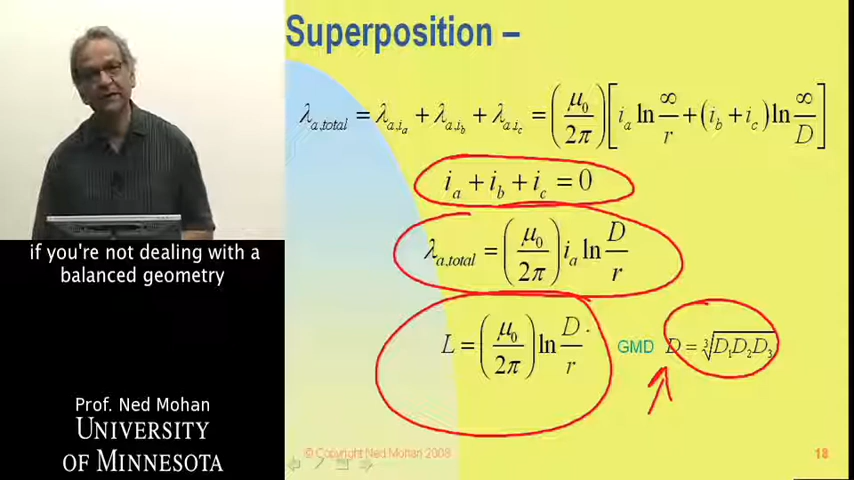 Superposition –
λa,total = λa,ia + λa,ib + λa,ic = (μ0/2π)[ia ln ∞/r + (ib + ic) ln ∞/D]
ia + ib + ic = 0
λa,total = (μ0/2π) ia ln D/r
L = (μ0/2π) ln D/r
GMD D = ∛D1D2D3
if you're not dealing with a
balanced geometry
Prof. Ned Mohan
UNIVERSITY
OF MINNESOTA
© Copyright Ned Mohan 2008
18